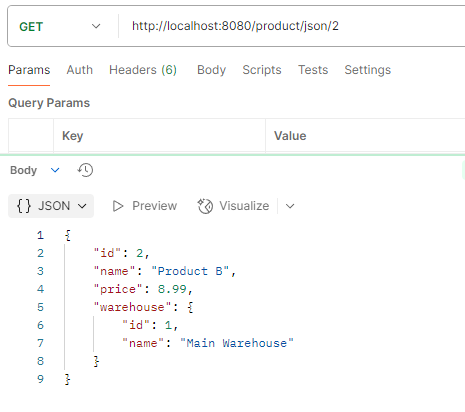 GET http://localhost:8080/product/json/2
Params Auth Headers (6) Body Scripts Tests Settings
Query Params
Key Value
Body
{} JSON Preview Visualize
1 {
2 "id": 2,
3 "name": "Product B",
4 "price": 8.99,
5 "warehouse": {
6 "id": 1,
7 "name": "Main Warehouse"
8 }
9 }